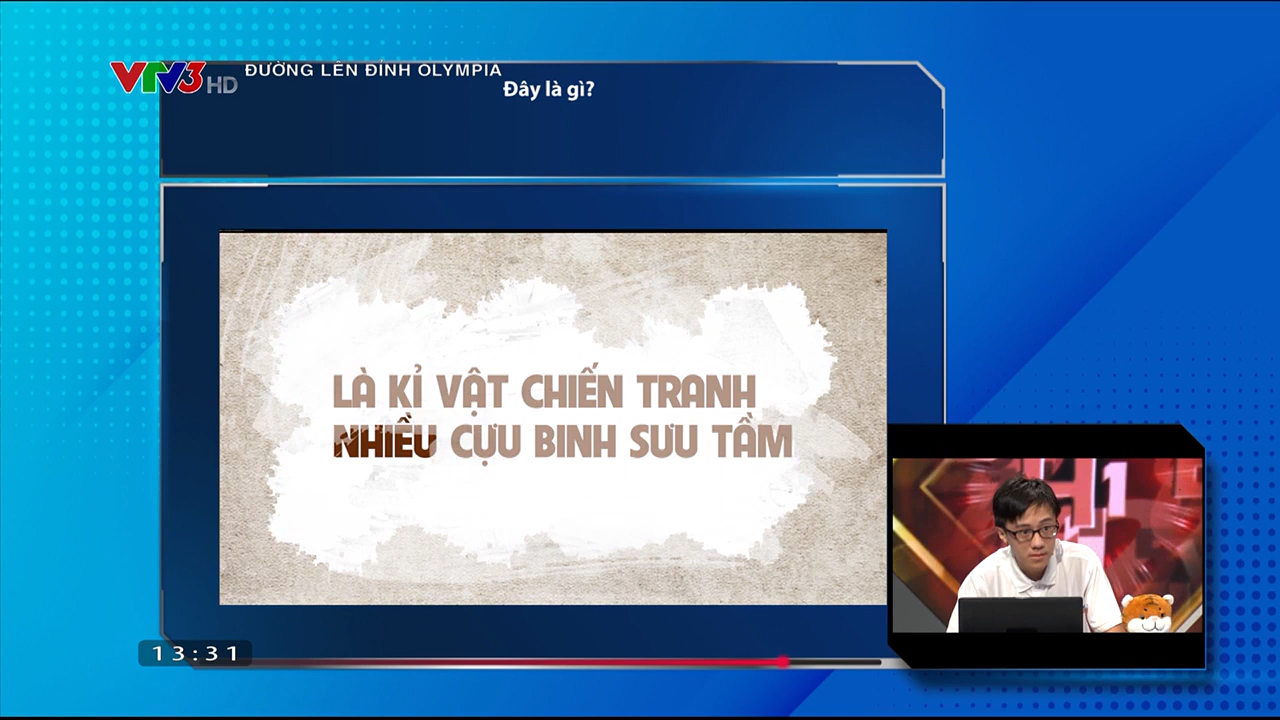 VTV3 HD
ĐƯỜNG LÊN ĐỈNH OLYMPIA
Đây là gì?
LÀ KỈ VẬT CHIẾN TRANH
NHIỀU CỰU BINH SƯU TẦM
H1
13:31